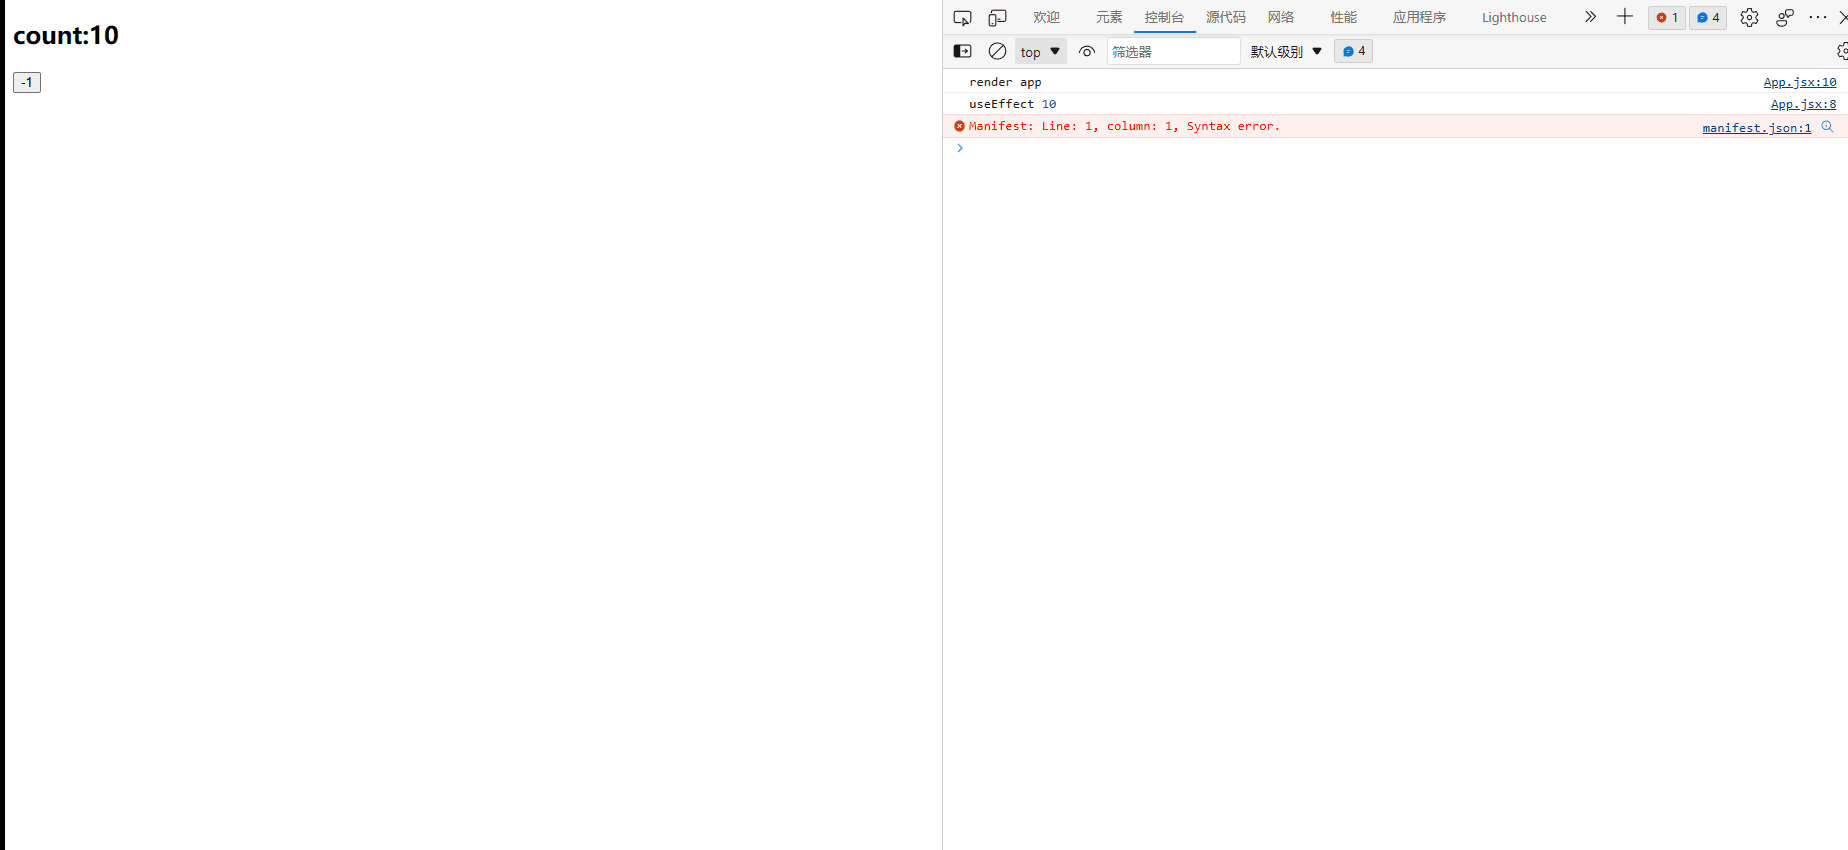 count:10
-1
欢迎 元素 控制台 源代码 网络 性能 应用程序 Lighthouse 1 4
top 筛选器 默认级别 4
render app App.jsx:10
useEffect 10 App.jsx:8
Manifest: Line: 1, column: 1, Syntax error. manifest.json:1